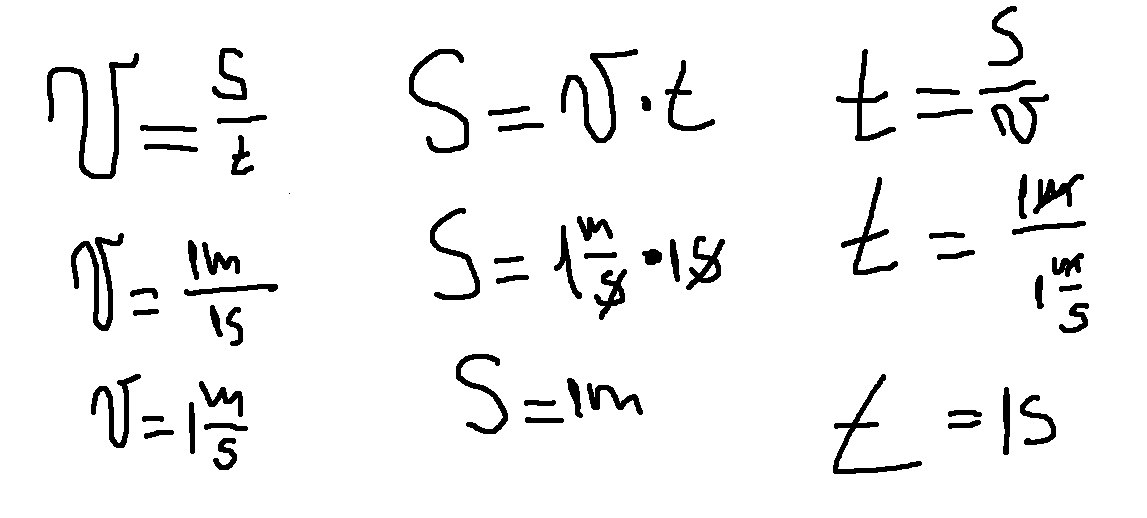 v = s/t
v = 1m/1s
v = 1 m/s
S = v · t
S = 1 m/s · 1s
S = 1m
t = s/v
t = 1m/1 m/s
t = 1s